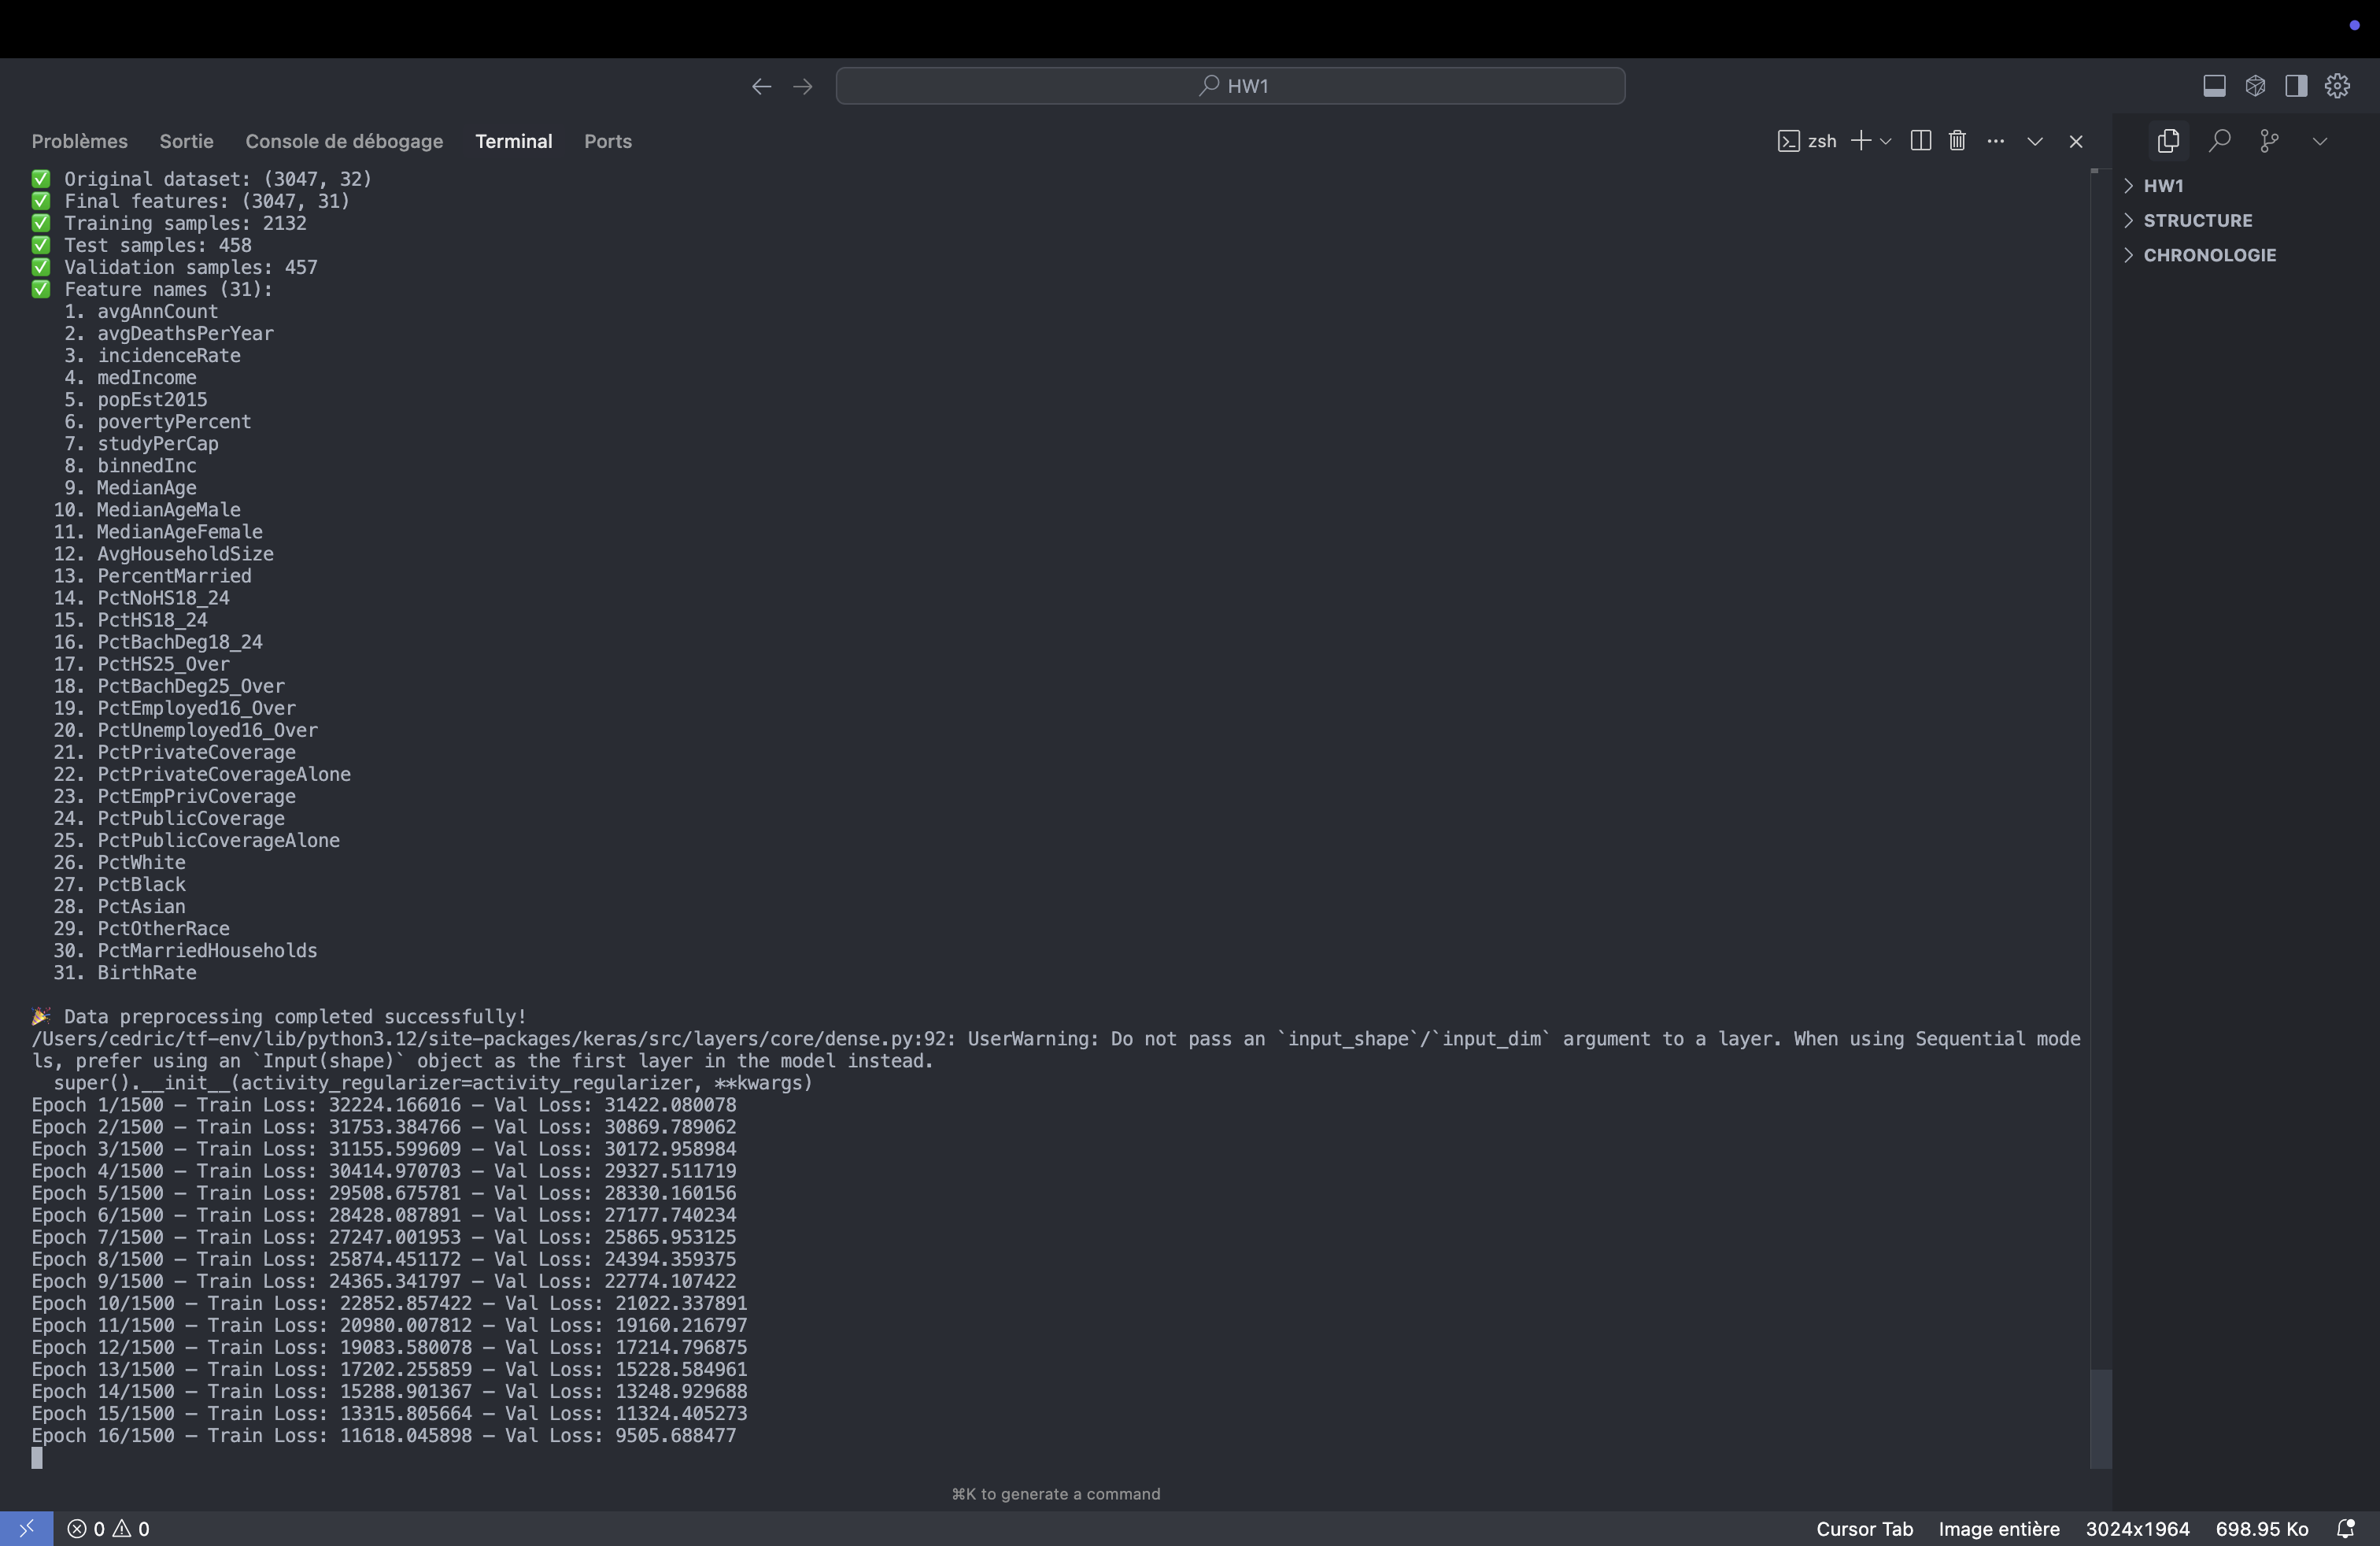 HW1
Problèmes Sortie Console de débogage Terminal Ports
zsh
✅ Original dataset: (3047, 32)
✅ Final features: (3047, 31)
✅ Training samples: 2132
✅ Test samples: 458
✅ Validation samples: 457
✅ Feature names (31):
1. avgAnnCount
2. avgDeathsPerYear
3. incidenceRate
4. medIncome
5. popEst2015
6. povertyPercent
7. studyPerCap
8. binnedInc
9. MedianAge
10. MedianAgeMale
11. MedianAgeFemale
12. AvgHouseholdSize
13. PercentMarried
14. PctNoHS18_24
15. PctHS18_24
16. PctBachDeg18_24
17. PctHS25_Over
18. PctBachDeg25_Over
19. PctEmployed16_Over
20. PctUnemployed16_Over
21. PctPrivateCoverage
22. PctPrivateCoverageAlone
23. PctEmpPrivCoverage
24. PctPublicCoverage
25. PctPublicCoverageAlone
26. PctWhite
27. PctBlack
28. PctAsian
29. PctOtherRace
30. PctMarriedHouseholds
31. BirthRate
🎉 Data preprocessing completed successfully!
/Users/cedric/tf-env/lib/python3.12/site-packages/keras/src/layers/core/dense.py:92: UserWarning: Do not pass an `input_shape`/`input_dim` argument to a layer. When using Sequential mode
ls, prefer using an `Input(shape)` object as the first layer in the model instead.
super().__init__(activity_regularizer=activity_regularizer, **kwargs)
Epoch 1/1500 — Train Loss: 32224.166016 — Val Loss: 31422.080078
Epoch 2/1500 — Train Loss: 31753.384766 — Val Loss: 30869.789062
Epoch 3/1500 — Train Loss: 31155.599609 — Val Loss: 30172.958984
Epoch 4/1500 — Train Loss: 30414.970703 — Val Loss: 29327.511719
Epoch 5/1500 — Train Loss: 29508.675781 — Val Loss: 28330.160156
Epoch 6/1500 — Train Loss: 28428.087891 — Val Loss: 27177.740234
Epoch 7/1500 — Train Loss: 27247.001953 — Val Loss: 25865.953125
Epoch 8/1500 — Train Loss: 25874.451172 — Val Loss: 24394.359375
Epoch 9/1500 — Train Loss: 24365.341797 — Val Loss: 22774.107422
Epoch 10/1500 — Train Loss: 22852.857422 — Val Loss: 21022.337891
Epoch 11/1500 — Train Loss: 20980.007812 — Val Loss: 19160.216797
Epoch 12/1500 — Train Loss: 19083.580078 — Val Loss: 17214.796875
Epoch 13/1500 — Train Loss: 17202.255859 — Val Loss: 15228.584961
Epoch 14/1500 — Train Loss: 15288.901367 — Val Loss: 13248.929688
Epoch 15/1500 — Train Loss: 13315.805664 — Val Loss: 11324.405273
Epoch 16/1500 — Train Loss: 11618.045898 — Val Loss: 9505.688477
⌘K to generate a command
HW1
STRUCTURE
CHRONOLOGIE
0 0
Cursor Tab Image entière 3024x1964 698.95 Ko